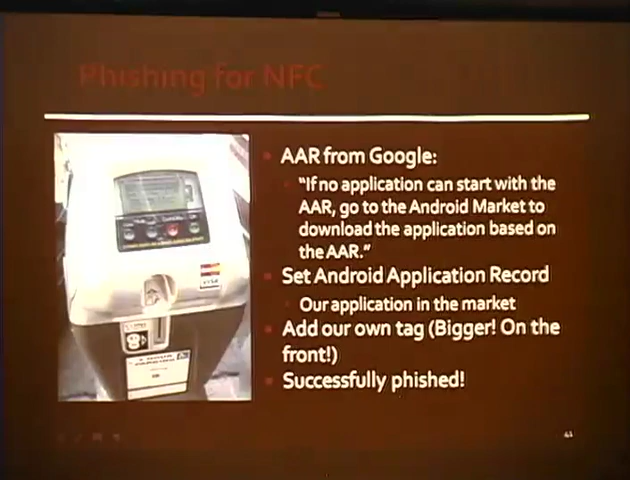 Phishing for NFC
AAR from Google:
"If no application can start with the
AAR, go to the Android Market to
download the application based on
the AAR."
Set Android Application Record
Our application in the market
Add our own tag (Bigger! On the
front!)
Successfully phished!